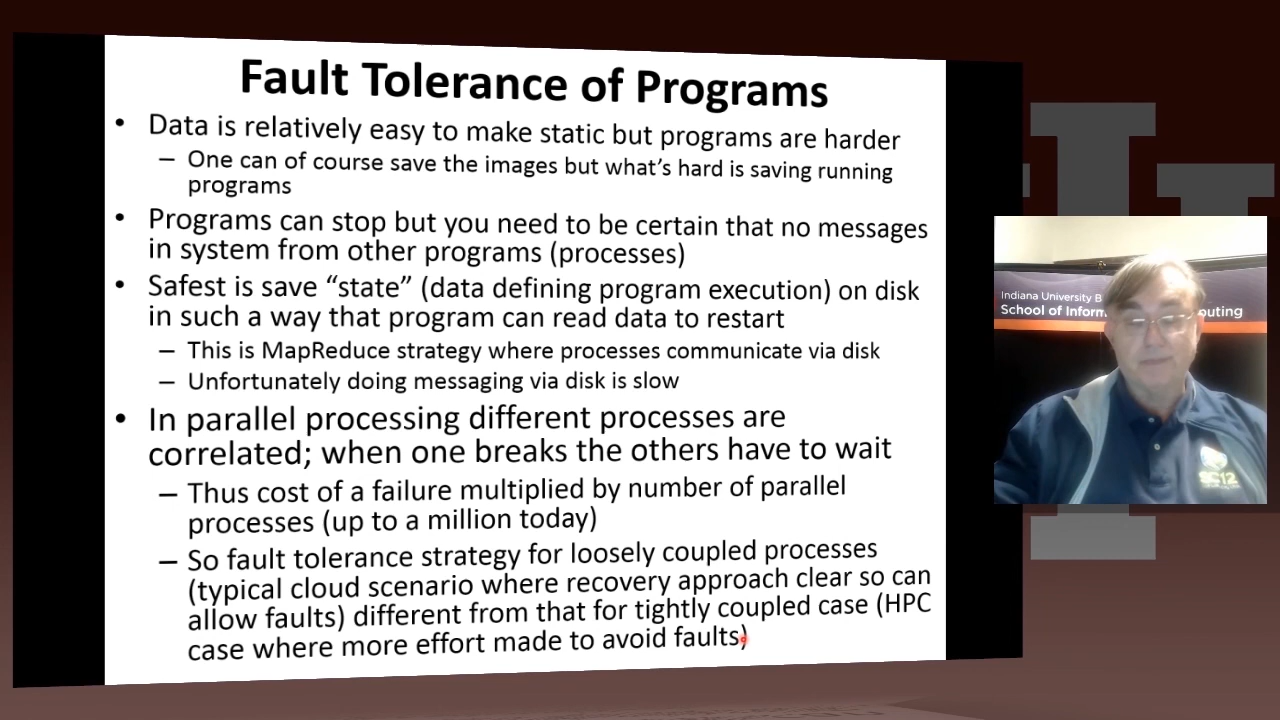 Fault Tolerance of Programs
• Data is relatively easy to make static but programs are harder
– One can of course save the images but what's hard is saving running
programs
• Programs can stop but you need to be certain that no messages
in system from other programs (processes)
• Safest is save “state” (data defining program execution) on disk
in such a way that program can read data to restart
– This is MapReduce strategy where processes communicate via disk
– Unfortunately doing messaging via disk is slow
• In parallel processing different processes are
correlated; when one breaks the others have to wait
– Thus cost of a failure multiplied by number of parallel
processes (up to a million today)
– So fault tolerance strategy for loosely coupled processes
(typical cloud scenario where recovery approach clear so can
allow faults) different from that for tightly coupled case (HPC
case where more effort made to avoid faults)
Indiana University B
School of Inform outing
SC12